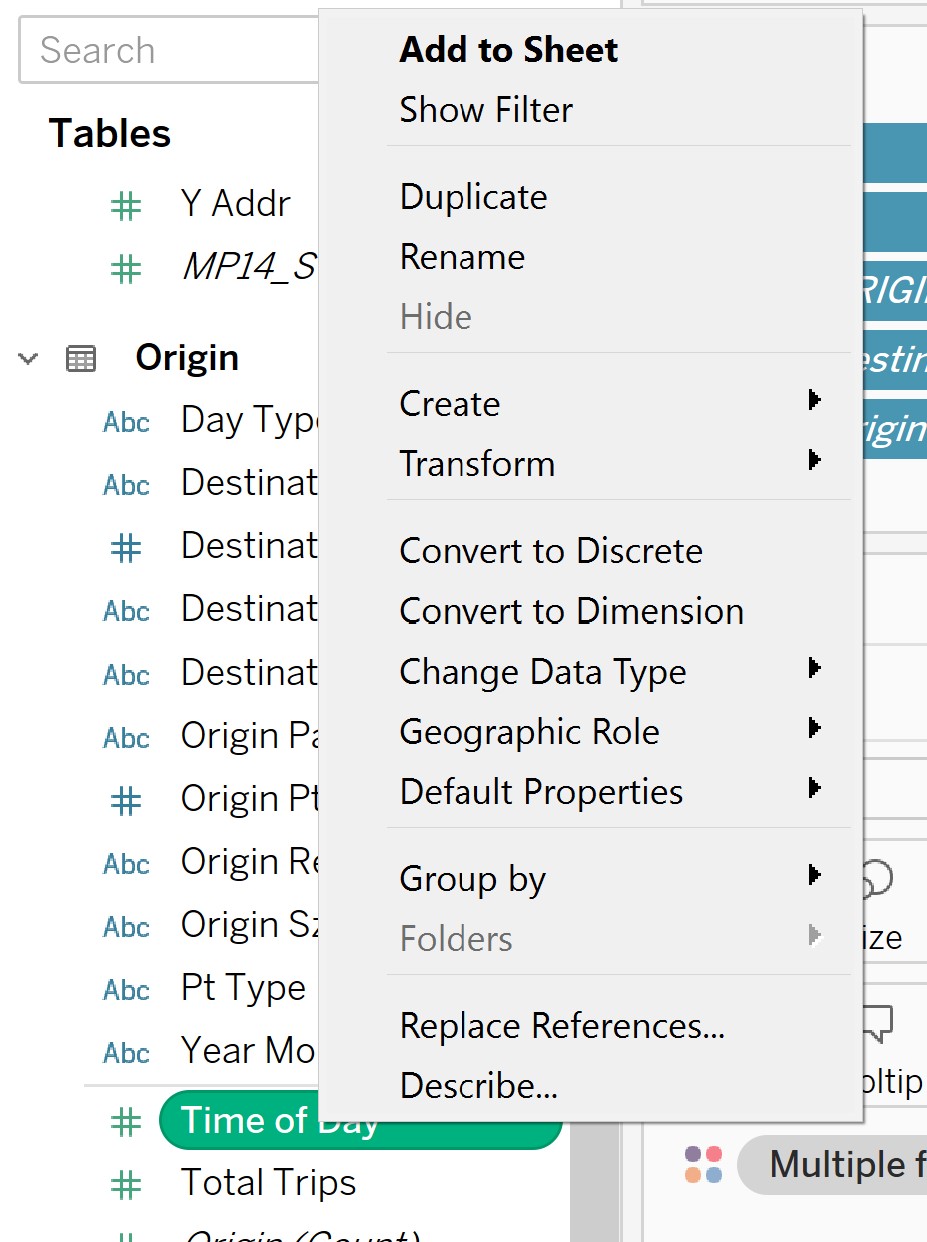 Search
Tables
# Y Addr
# MP14_S
Origin
Abc Day Type
Abc Destinat
# Destinat
Abc Destinat
Abc Destinat
Abc Origin Pa
# Origin Pt
Abc Origin Re
Abc Origin Sz
Abc Pt Type
Abc Year Mo
# Time of Day
# Total Trips
# Origin (Count)
Add to Sheet
Show Filter
Duplicate
Rename
Hide
Create
Transform
Convert to Discrete
Convert to Dimension
Change Data Type
Geographic Role
Default Properties
Group by
Folders
Replace References...
Describe...
RIGI
estin
rigin
ize
oltip
Multiple f